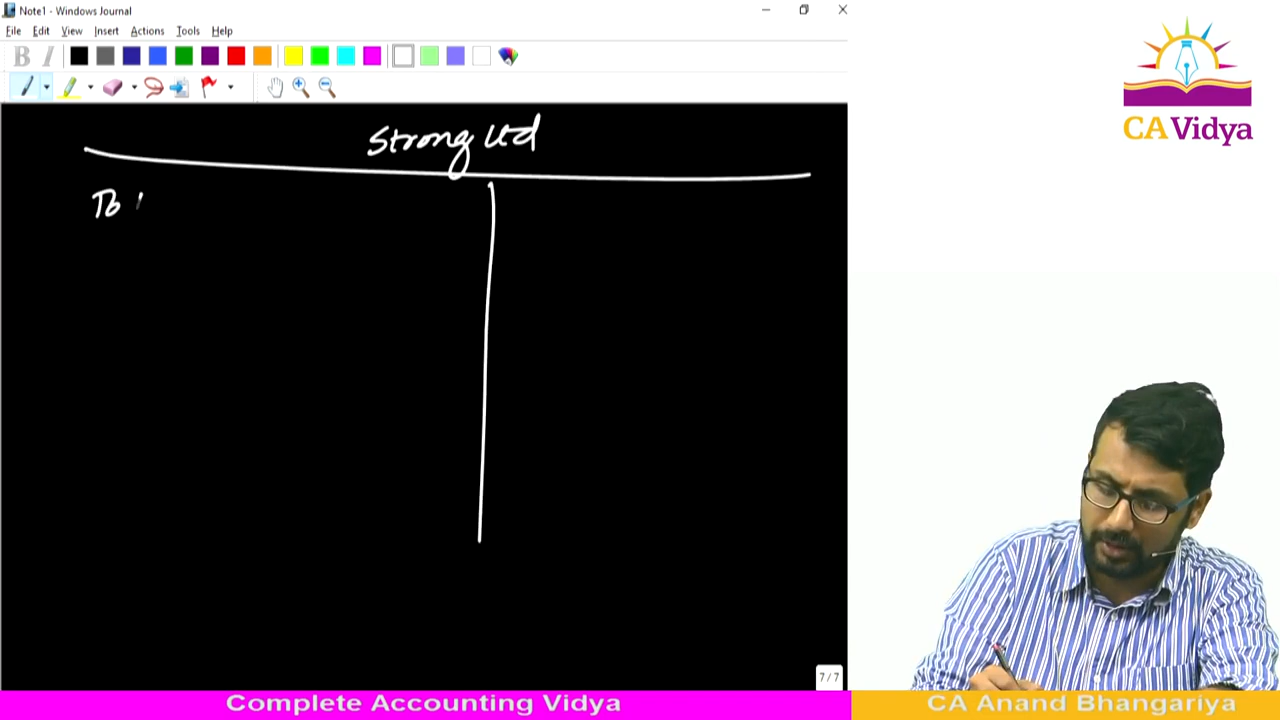 Note1 - Windows Journal
File Edit View Insert Actions Tools Help
B I
CA Vidya
Strong Ltd
To
7 / 7
Complete Accounting Vidya
CA Anand Bhangariya